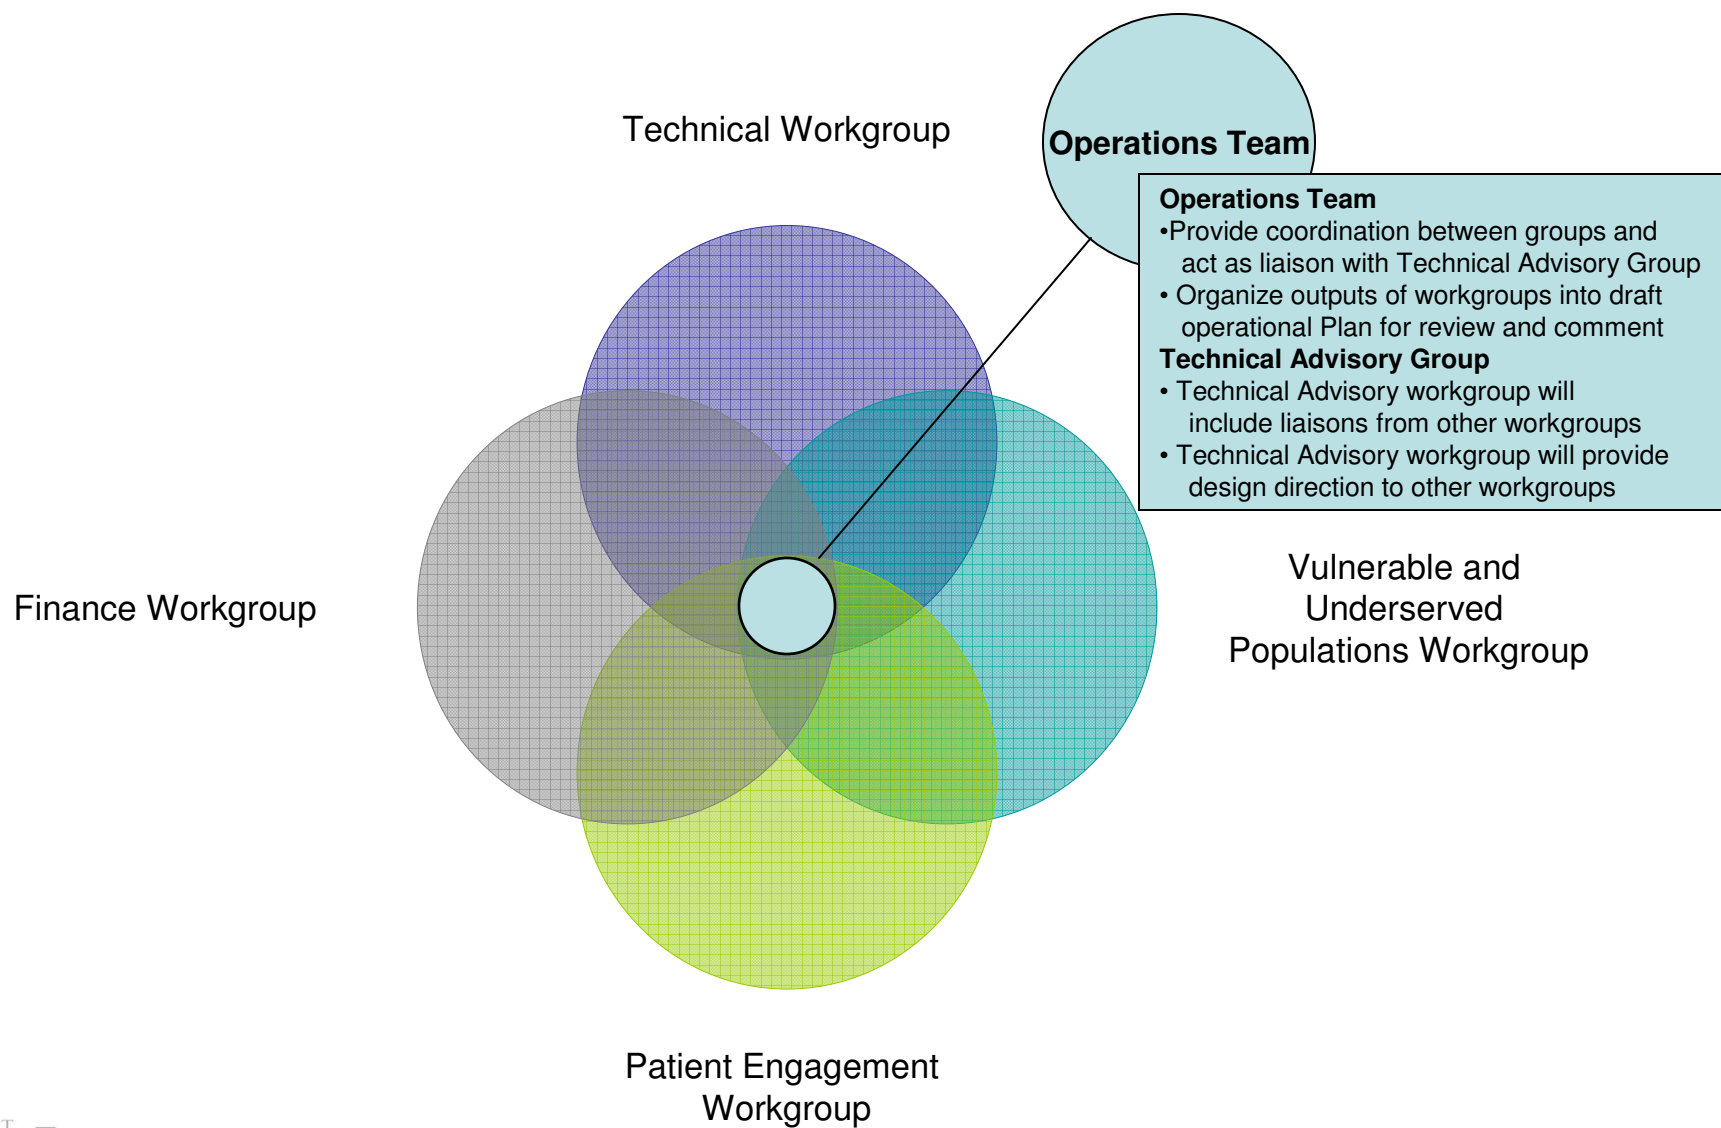 Technical Workgroup
Operations Team
Operations Team
•Provide coordination between groups and
act as liaison with Technical Advisory Group
• Organize outputs of workgroups into draft
operational Plan for review and comment
Technical Advisory Group
• Technical Advisory workgroup will
include liaisons from other workgroups
• Technical Advisory workgroup will provide
design direction to other workgroups
Finance Workgroup
Vulnerable and
Underserved
Populations Workgroup
Patient Engagement
Workgroup